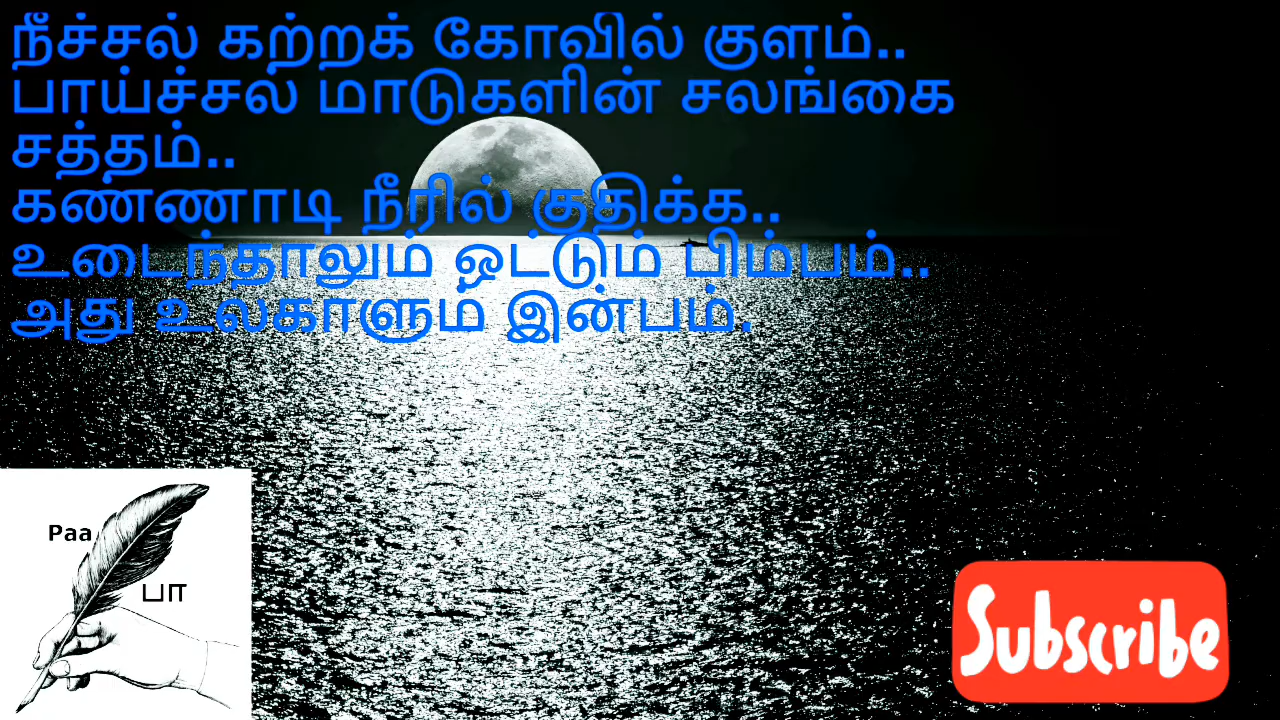 நீச்சல் கற்றக் கோவில் குளம்..
பாய்ச்சல் மாடுகளின் சலங்கை
சத்தம்..
கண்ணாடி நீரில் குதிக்க..
உடைந்தாலும் ஒட்டும் பிம்பம்..
அது உலகாளும் இன்பம்.
Paa
பா
Subscribe